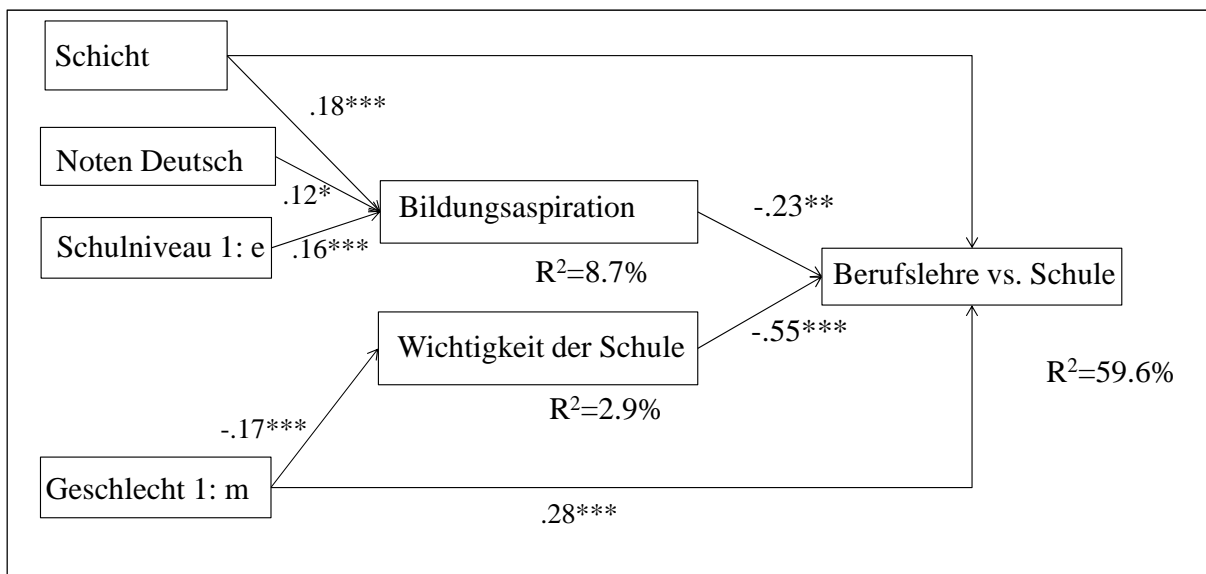 Schicht
.18***
Noten Deutsch
.12*
Bildungsaspiration
-.23**
Schulniveau 1: e
.16***
R²=8.7%
Berufslehre vs. Schule
Wichtigkeit der Schule
-.55***
R²=59.6%
R²=2.9%
-.17***
Geschlecht 1: m
.28***